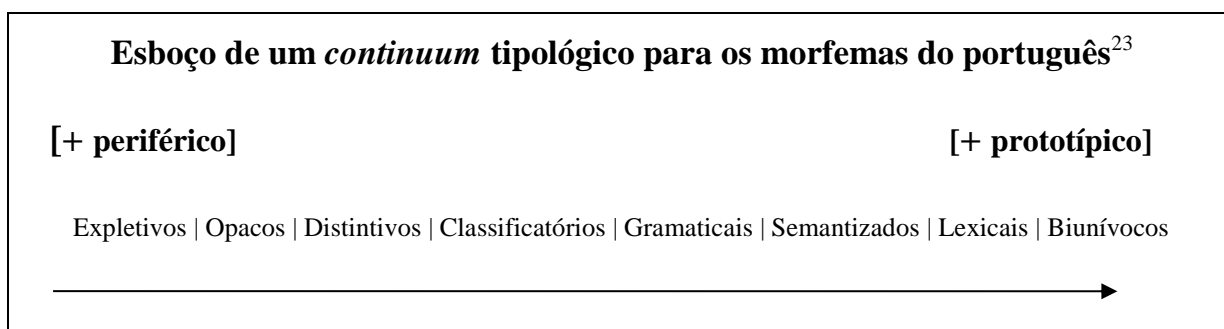 Esboço de um continuum tipológico para os morfemas do português23
[+ periférico] [+ prototípico]
Expletivos | Opacos | Distintivos | Classificatórios | Gramaticais | Semantizados | Lexicais | Biunívocos